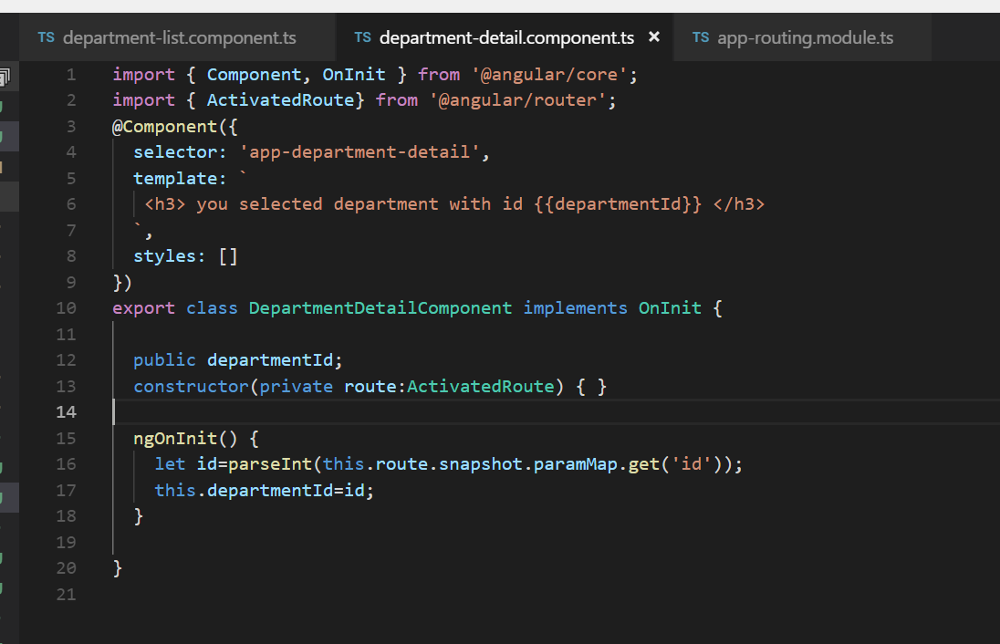 TS department-list.component.ts TS department-detail.component.ts × TS app-routing.module.ts
1 import { Component, OnInit } from '@angular/core';
2 import { ActivatedRoute} from '@angular/router';
3 @Component({
4   selector: 'app-department-detail',
5   template: `
6    <h3> you selected department with id {{departmentId}} </h3>
7   `,
8   styles: []
9 })
10 export class DepartmentDetailComponent implements OnInit {
11
12   public departmentId;
13   constructor(private route:ActivatedRoute) { }
14
15   ngOnInit() {
16     let id=parseInt(this.route.snapshot.paramMap.get('id'));
17     this.departmentId=id;
18   }
19
20 }
21